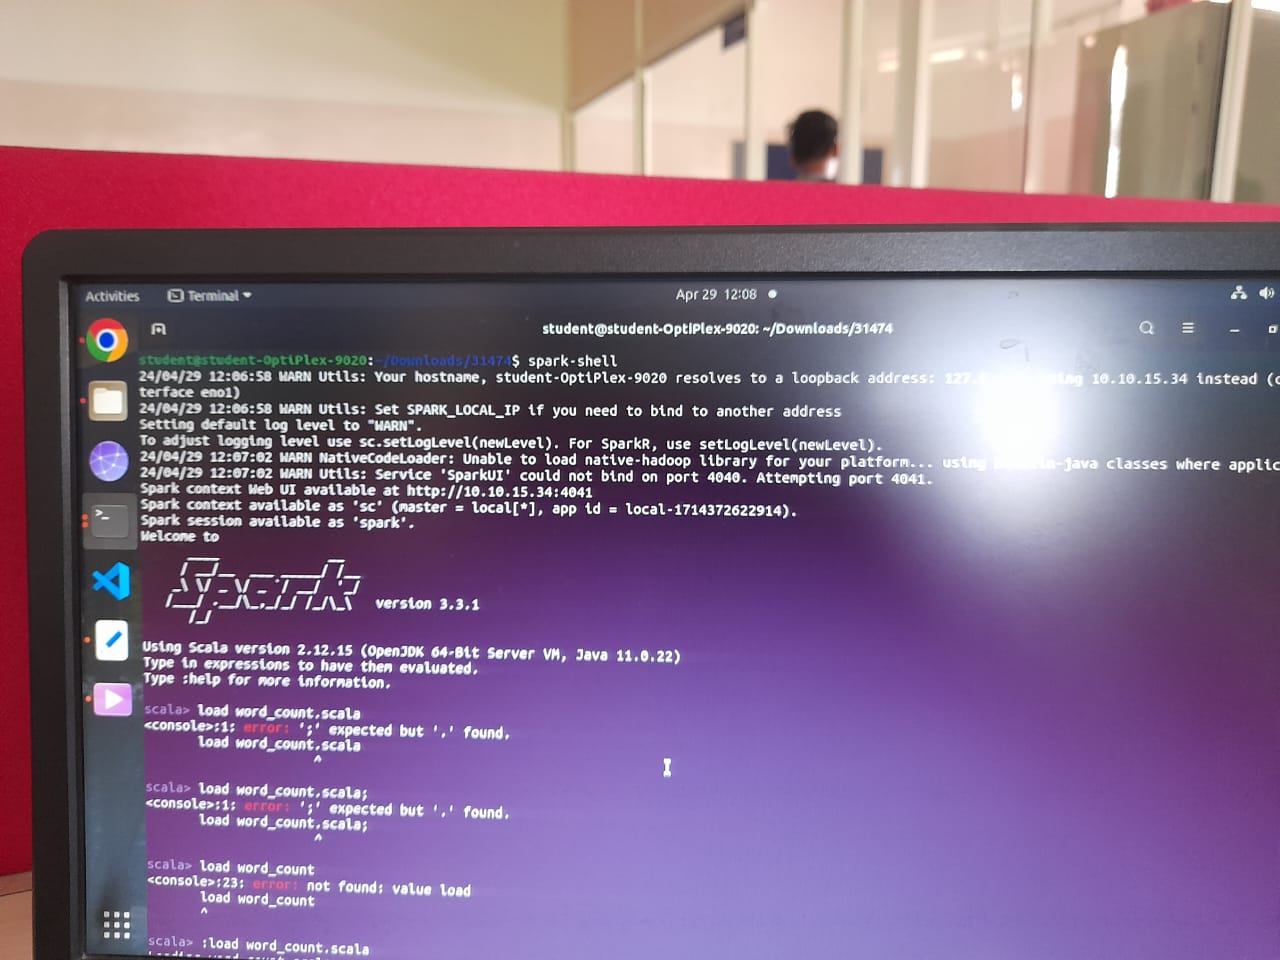 Activities Terminal Apr 29 12:08
student@student-OptiPlex-9020: ~/Downloads/31474
student@student-OptiPlex-9020:~/Downloads/31474$ spark-shell
24/04/29 12:06:58 WARN Utils: Your hostname, student-OptiPlex-9020 resolves to a loopback address: 10.10.15.34 instead
terface eno1)
24/04/29 12:06:58 WARN Utils: Set SPARK_LOCAL_IP if you need to bind to another address
Setting default log level to "WARN".
To adjust logging level use sc.setLogLevel(newLevel). For SparkR, use setLogLevel(newLevel).
24/04/29 12:07:02 WARN NativeCodeLoader: Unable to load native-hadoop library for your platform... using classes where applic
24/04/29 12:07:02 WARN Utils: Service 'SparkUI' could not bind on port 4040. Attempting port 4041.
Spark context Web UI available at http://10.10.15.34:4041
Spark context available as 'sc' (master = local[*], app id = local-1714372622914).
Spark session available as 'spark'.
Welcome to
Spark version 3.3.1
Using Scala version 2.12.15 (OpenJDK 64-Bit Server VM, Java 11.0.22)
Type in expressions to have them evaluated.
Type :help for more information.
scala> load word_count.scala
<console>:1: error: ';' expected but '.' found.
load word_count.scala
^
scala> load word_count.scala;
<console>:1: error: ';' expected but '.' found.
load word_count.scala;
^
scala> load word_count
<console>:23: error: not found: value load
load word_count
^
scala> :load word_count.scala